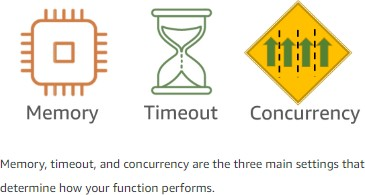 Memory Timeout Concurrency
Memory, timeout, and concurrency are the three main settings that
determine how your function performs.